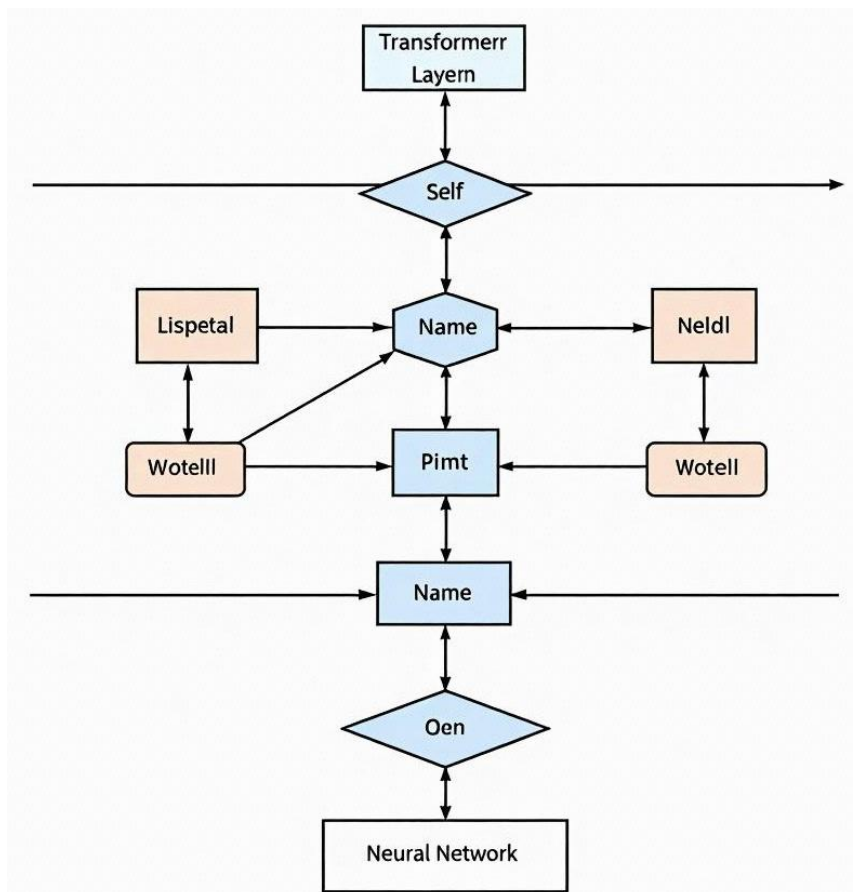 Transformerr
Layern
Self
Lispetal
Name
Neldl
Wotelll
Pimt
Wotell
Name
Oen
Neural Network